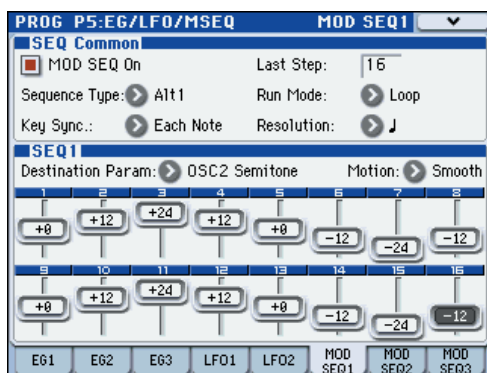 PROG P5:EG/LFO/MSEQ MOD SEQ1
SEQ Common
MOD SEQ On Last Step: 16
Sequence Type: Alt1 Run Mode: Loop
Key Sync.: Each Note Resolution: ♩
SEQ1
Destination Param: OSC2 Semitone Motion: Smooth
1 2 3 4 5 6 7 8
+0 +12 +24 +12 +0 -12 -24 -12
9 10 11 12 13 14 15 16
+0 +12 +24 +12 +0 -12 -24 -12
EG1 EG2 EG3 LFO1 LFO2 MOD SEQ1 MOD SEQ2 MOD SEQ3